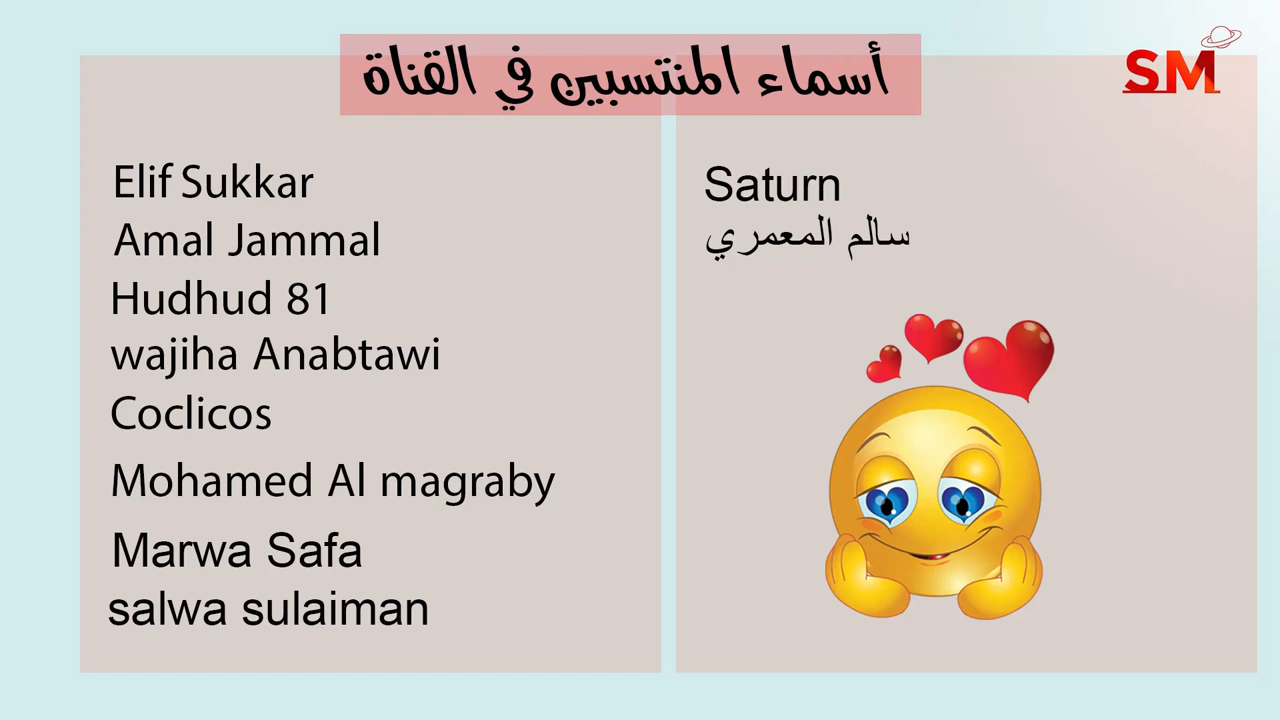 أسماء المنتسبين في القناة
SM
Elif Sukkar
Amal Jammal
Hudhud 81
wajiha Anabtawi
Coclicos
Mohamed Al magraby
Marwa Safa
salwa sulaiman
Saturn
سالم المعمري